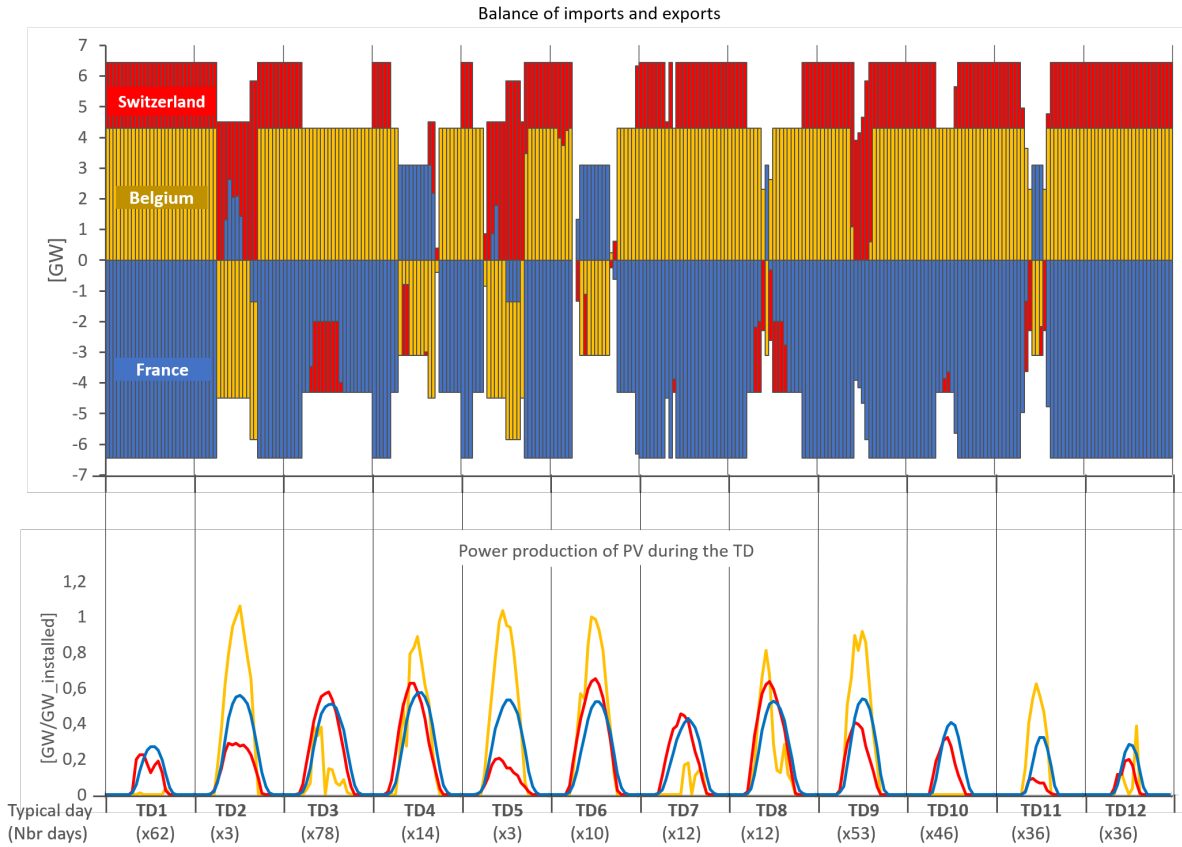 Balance of imports and exports
7
6
5
4
3
2
1
0
-1
-2
-3
-4
-5
-6
-7
[GW]
Switzerland
Belgium
France
Power production of PV during the TD
1,2
1
0,8
0,6
0,4
0,2
0
[GW/GW_installed]
Typical day TD1 TD2 TD3 TD4 TD5 TD6 TD7 TD8 TD9 TD10 TD11 TD12
(Nbr days) (x62) (x3) (x78) (x14) (x3) (x10) (x12) (x12) (x53) (x46) (x36) (x36)